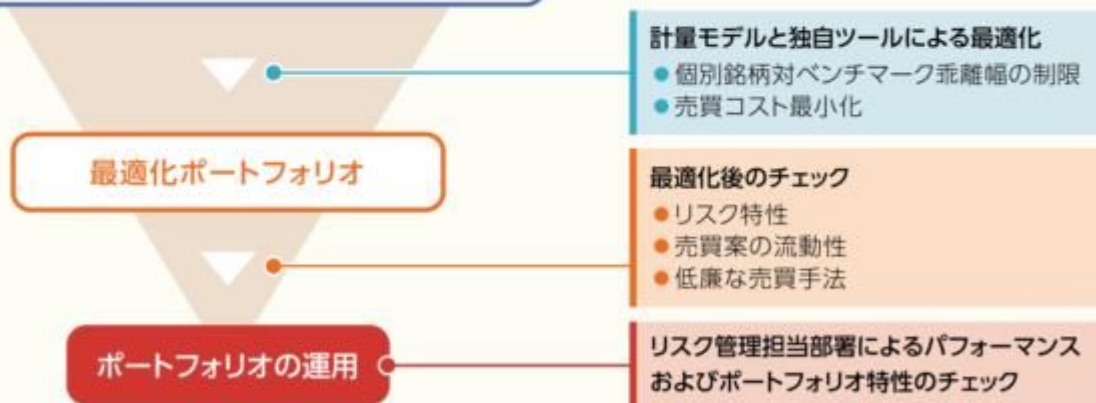 計量モデルと独自ツールによる最適化
●個別銘柄対ベンチマーク乖離幅の制限
●売買コスト最小化
最適化ポートフォリオ
最適化後のチェック
●リスク特性
●売買案の流動性
●低廉な売買手法
ポートフォリオの運用
リスク管理担当部署によるパフォーマンス
およびポートフォリオ特性のチェック